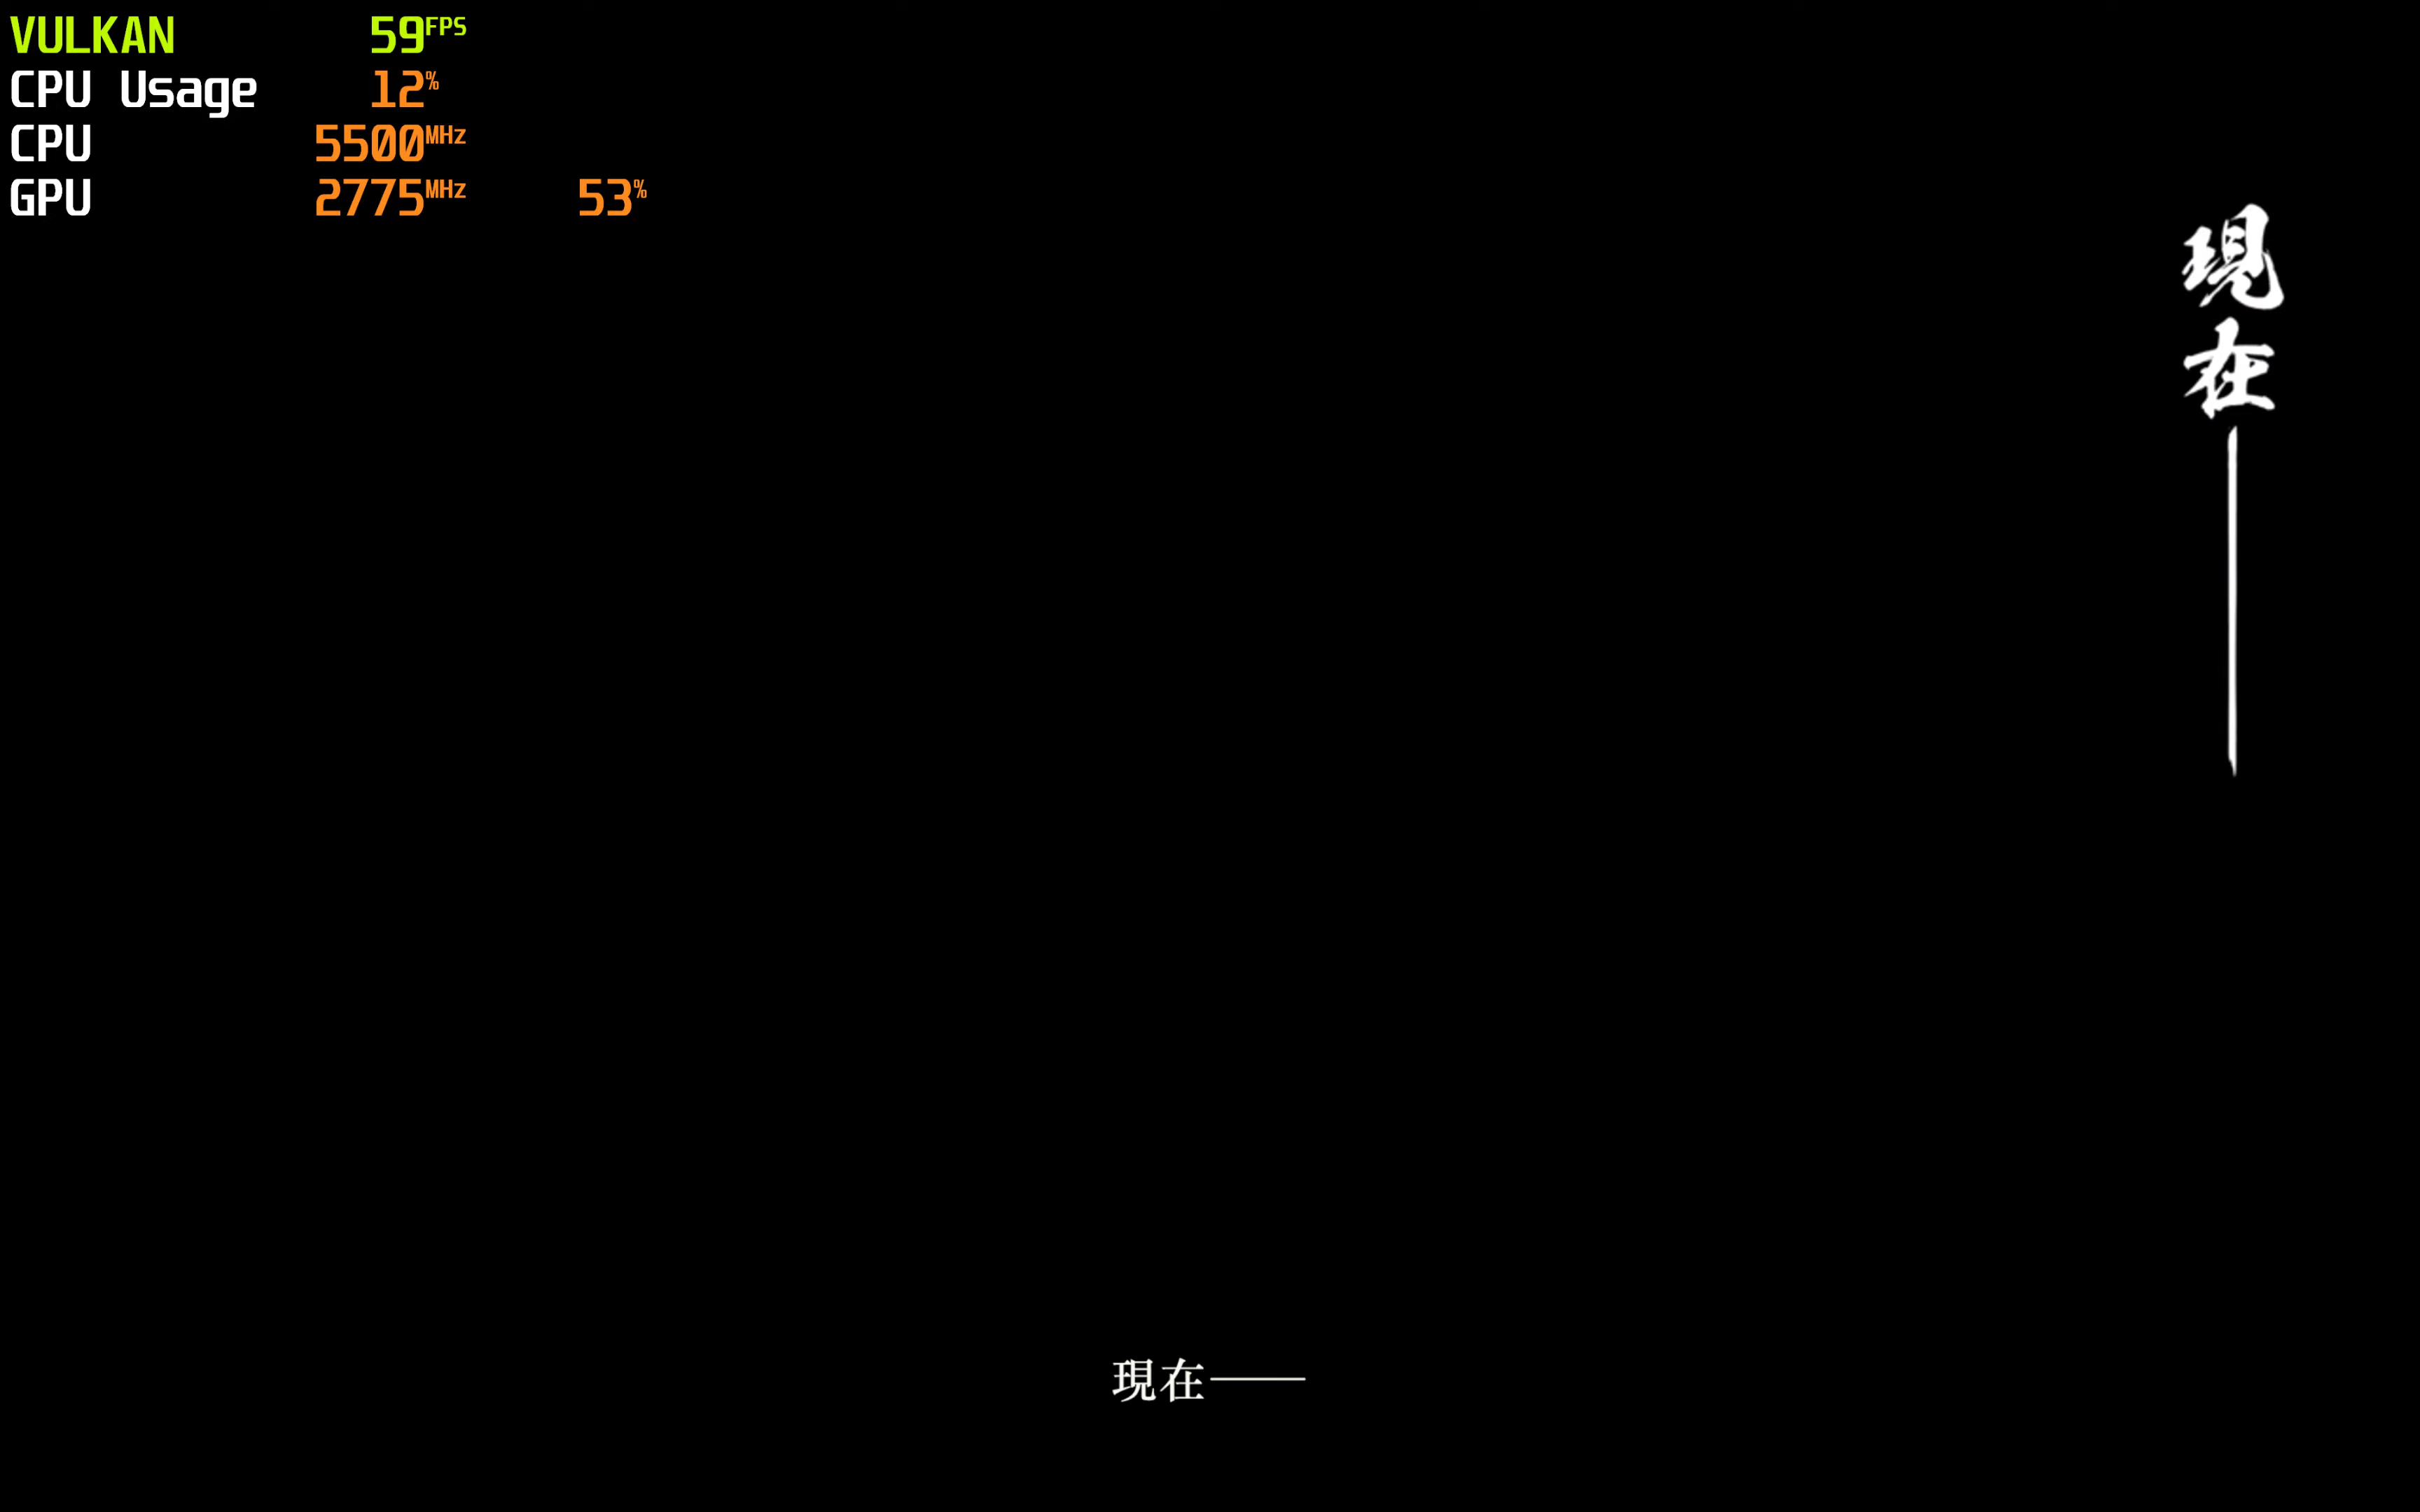 VULKAN 59FPS
CPU Usage 12%
CPU 5500MHz
GPU 2775MHz 53%
現在——
現在——